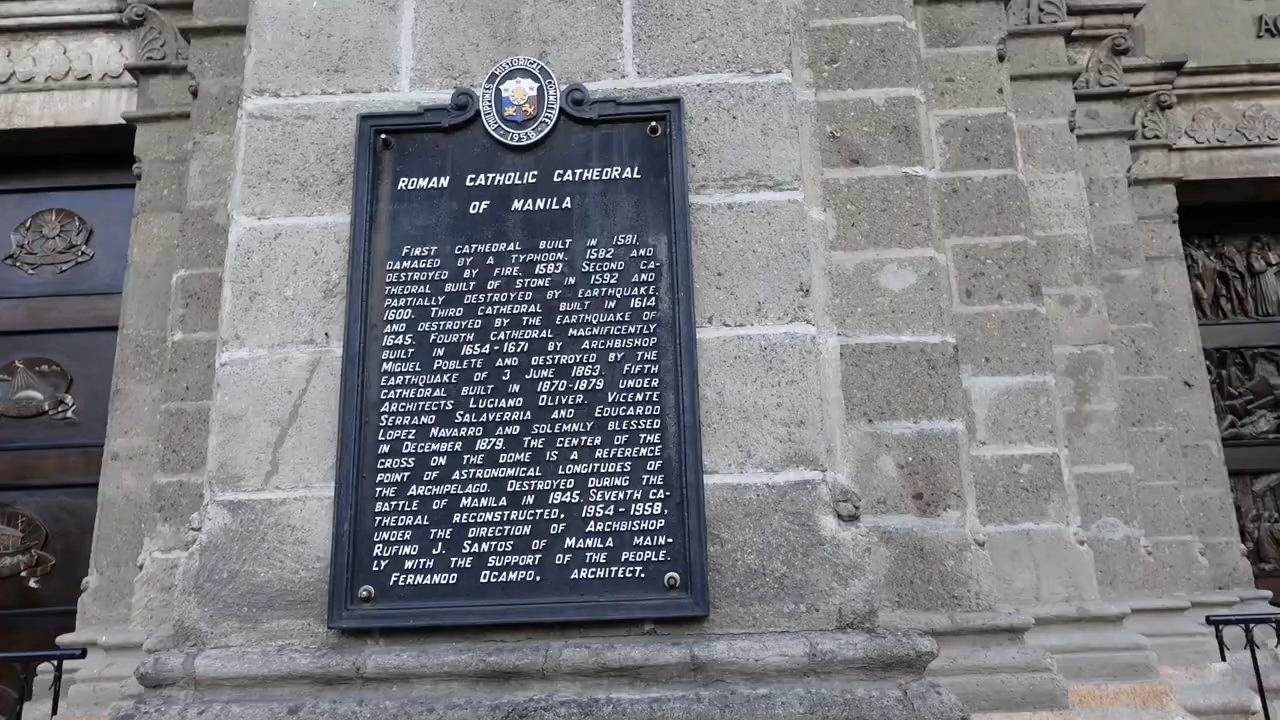 PHILIPPINES HISTORICAL COMMITTEE
1958
ROMAN CATHOLIC CATHEDRAL
OF MANILA
FIRST CATHEDRAL BUILT IN 1581,
DAMAGED BY A TYPHOON, 1582 AND
DESTROYED BY FIRE, 1583. SECOND CA-
THEDRAL BUILT OF STONE IN 1592 AND
PARTIALLY DESTROYED BY EARTHQUAKE,
1600. THIRD CATHEDRAL BUILT IN 1614
AND DESTROYED BY THE EARTHQUAKE OF
1645. FOURTH CATHEDRAL MAGNIFICENTLY
BUILT IN 1654-1671 BY ARCHBISHOP
MIGUEL POBLETE AND DESTROYED BY THE
EARTHQUAKE OF 3 JUNE 1863. FIFTH
CATHEDRAL BUILT IN 1870-1879 UNDER
ARCHITECTS LUCIANO OLIVER, VICENTE
SERRANO SALAVERRIA AND EDUCARDO
LOPEZ NAVARRO AND SOLEMNLY BLESSED
IN DECEMBER 1879. THE CENTER OF THE
CROSS ON THE DOME IS A REFERENCE
POINT OF ASTRONOMICAL LONGITUDES OF
THE ARCHIPELAGO. DESTROYED DURING THE
BATTLE OF MANILA IN 1945. SEVENTH CA-
THEDRAL RECONSTRUCTED, 1954-1958,
UNDER THE DIRECTION OF ARCHBISHOP
RUFINO J. SANTOS OF MANILA MAIN-
LY WITH THE SUPPORT OF THE PEOPLE.
FERNANDO OCAMPO, ARCHITECT.